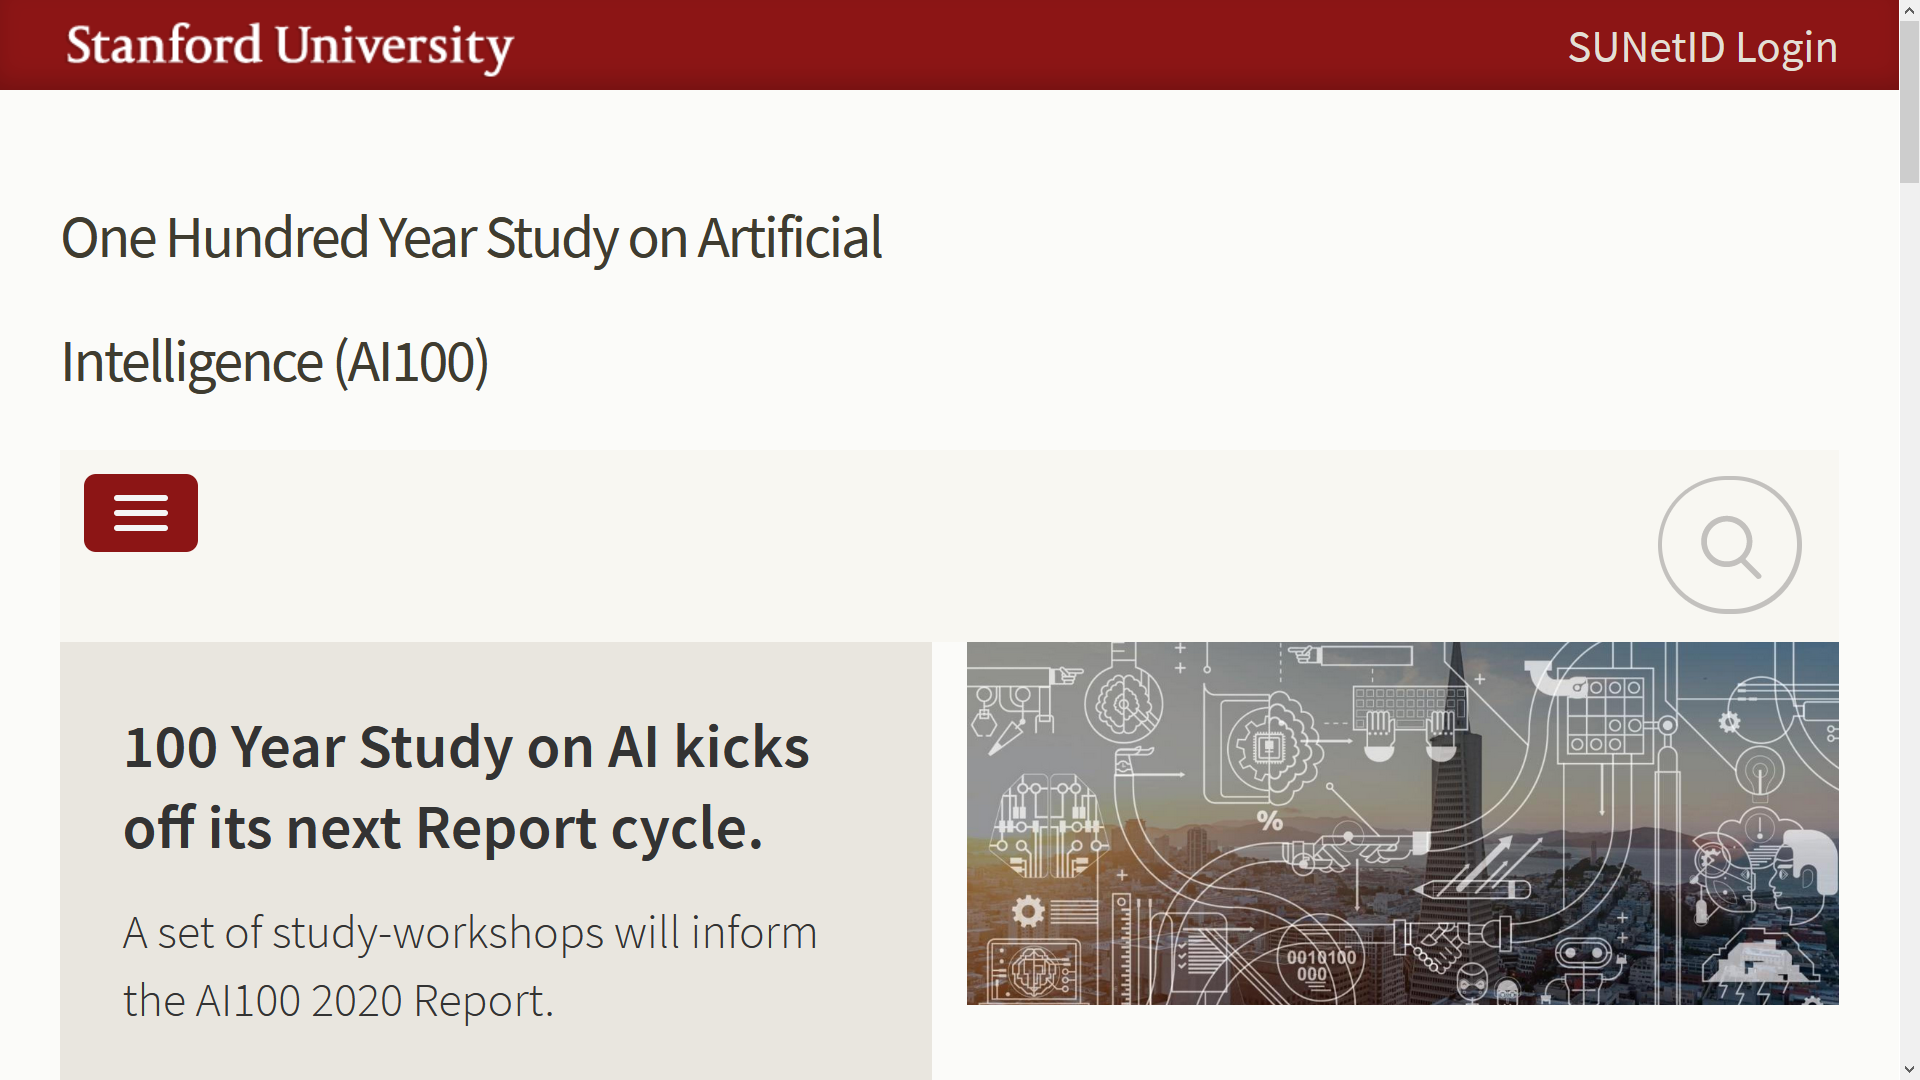 Stanford University
SUNetID Login
One Hundred Year Study on Artificial
Intelligence (AI100)
100 Year Study on AI kicks
off its next Report cycle.
A set of study-workshops will inform
the AI100 2020 Report.
%
0010100
000